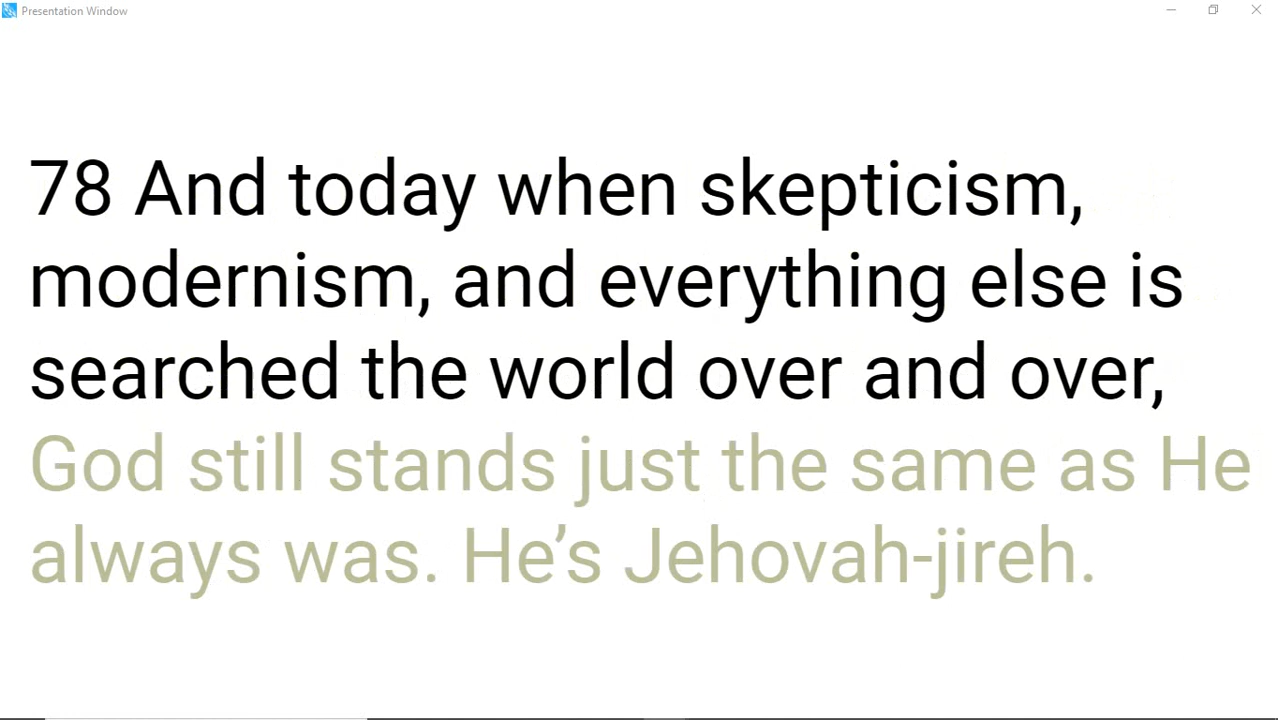 Presentation Window
78 And today when skepticism,
modernism, and everything else is
searched the world over and over,
God still stands just the same as He
always was. He’s Jehovah-jireh.